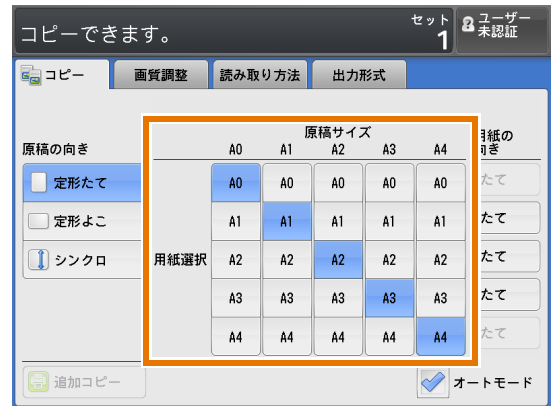 コピーできます。
セット
1
ユーザー
未認証
コピー
画質調整
読み取り方法
出力形式
原稿サイズ
A0 A1 A2 A3 A4
用紙の
向き
原稿の向き
定形たて
定形よこ
シンクロ
用紙選択
A0 A0 A0 A0 A0 たて
A1 A1 A1 A1 A1 たて
A2 A2 A2 A2 A2 たて
A3 A3 A3 A3 A3 たて
A4 A4 A4 A4 A4 たて
追加コピー
オートモード